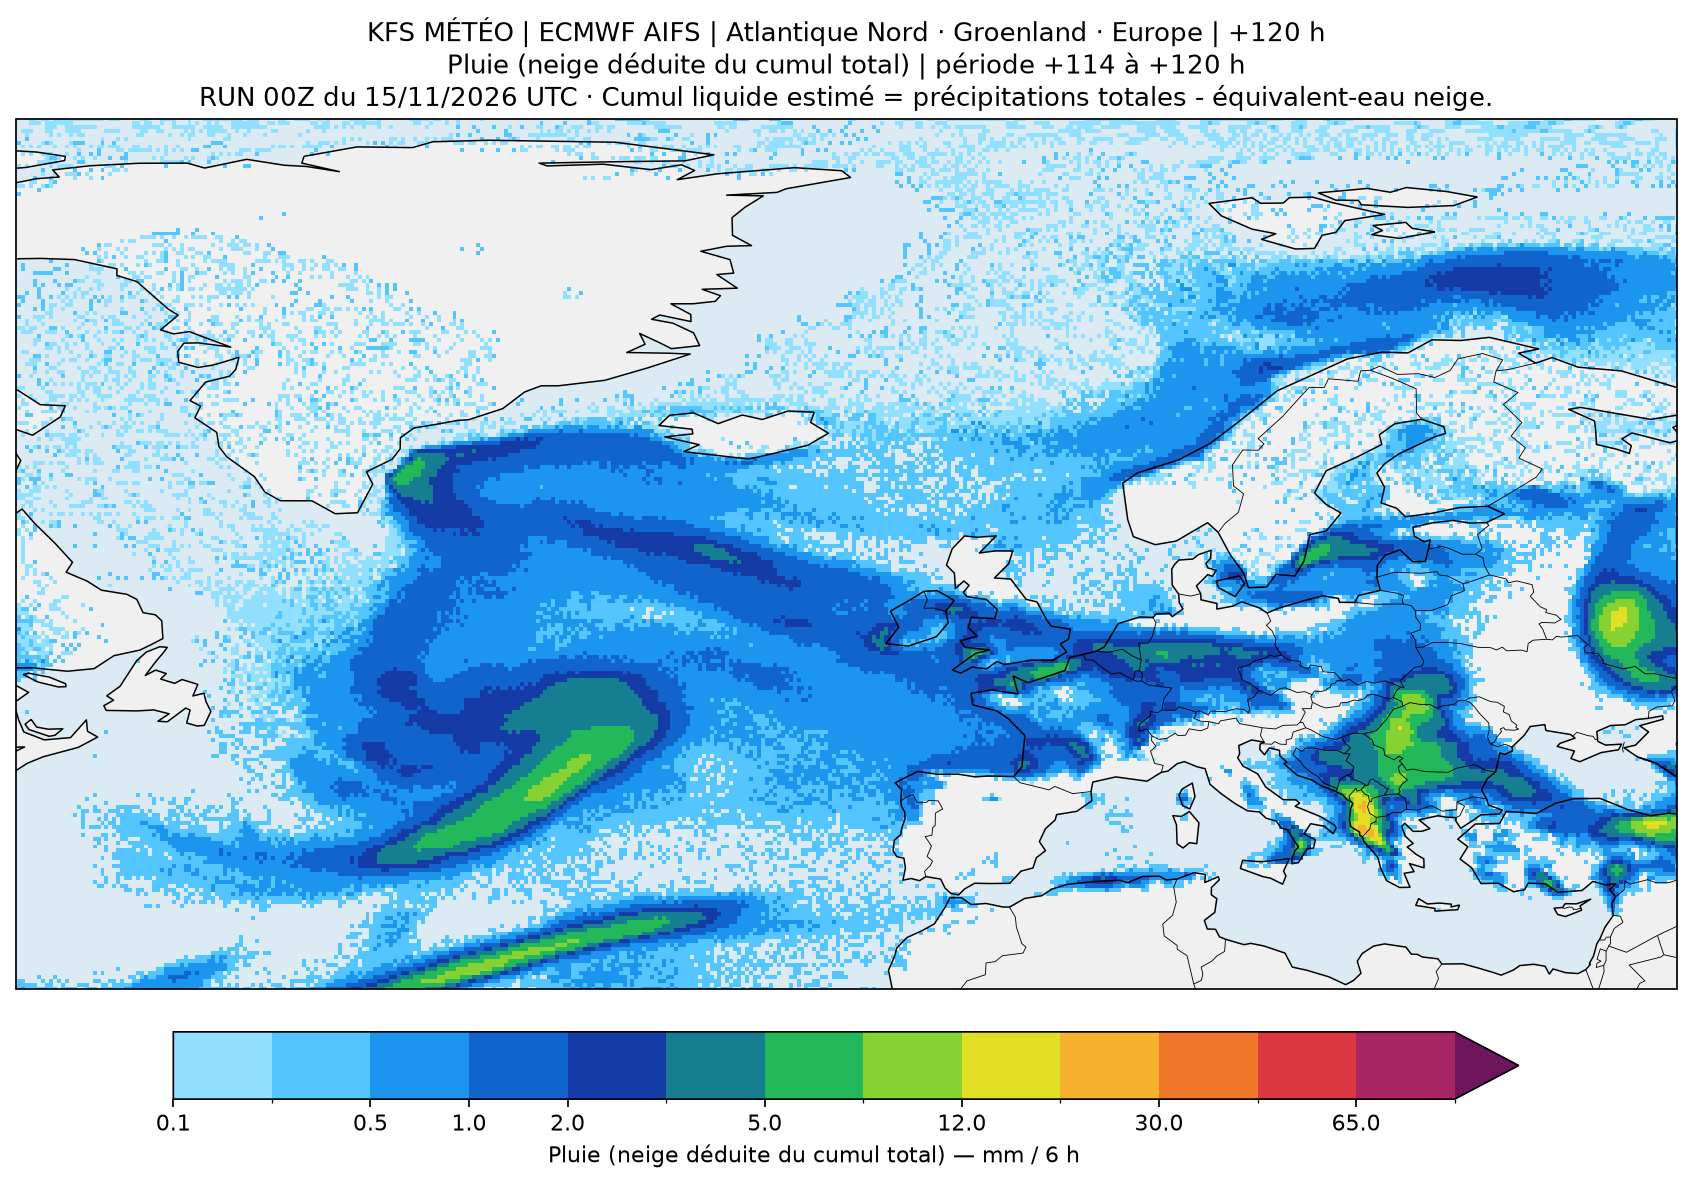 KFS MÉTÉO | ECMWF AIFS | Atlantique Nord · Groenland · Europe | +120 h
Pluie (neige déduite du cumul total) | période +114 à +120 h
RUN 00Z du 15/11/2026 UTC · Cumul liquide estimé = précipitations totales - équivalent-eau neige.
0.1 0.5 1.0 2.0 5.0 12.0 30.0 65.0
Pluie (neige déduite du cumul total) — mm / 6 h